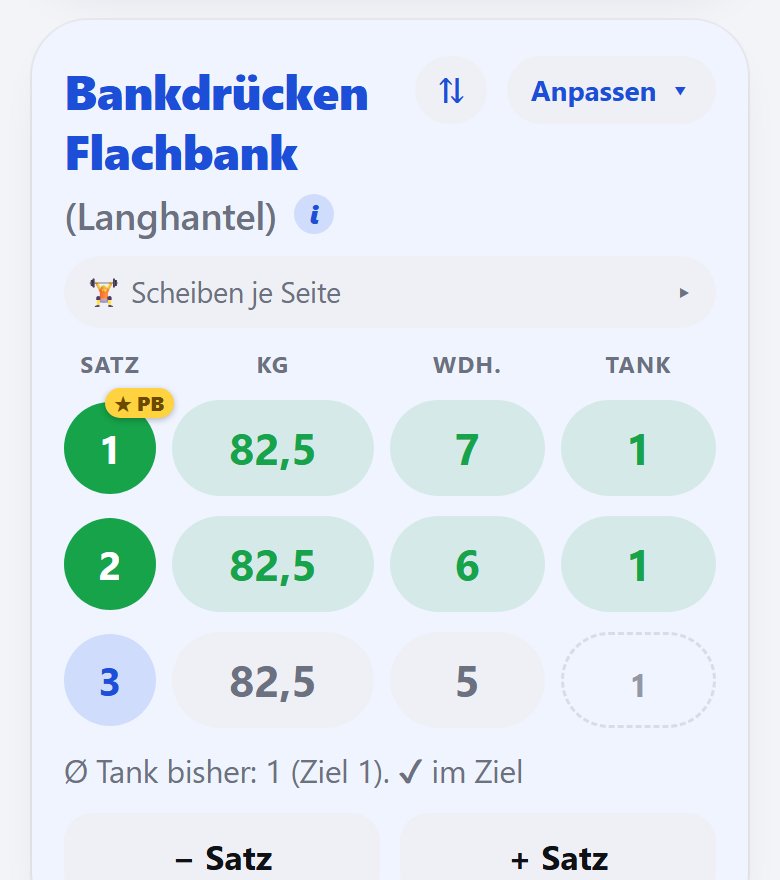 Bankdrücken
Flachbank
(Langhantel) i
Anpassen ▼
Scheiben je Seite
SATZ KG WDH. TANK
★ PB
1 82,5 7 1
2 82,5 6 1
3 82,5 5 1
Ø Tank bisher: 1 (Ziel 1). ✓ im Ziel
− Satz + Satz